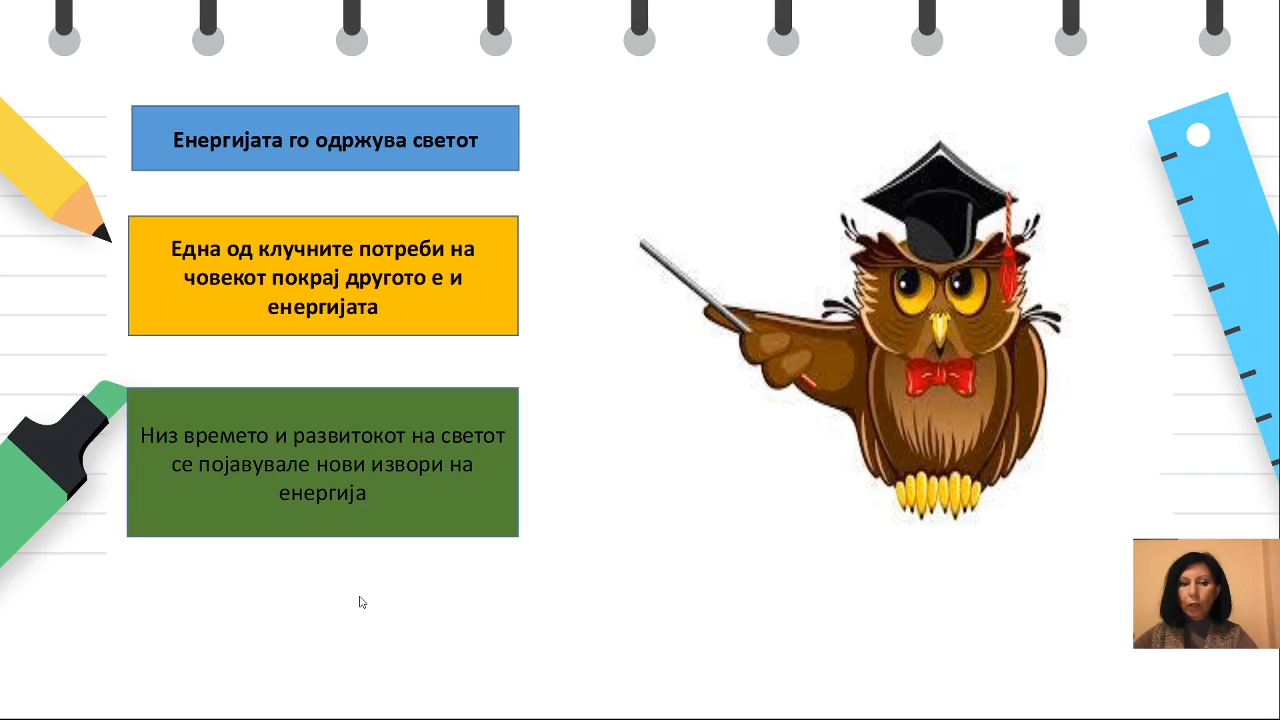 Енергијата го одржува светот
Една од клучните потреби на
човекот покрај другото е и
енергијата
Низ времето и развитокот на светот
се појавувале нови извори на
енергија